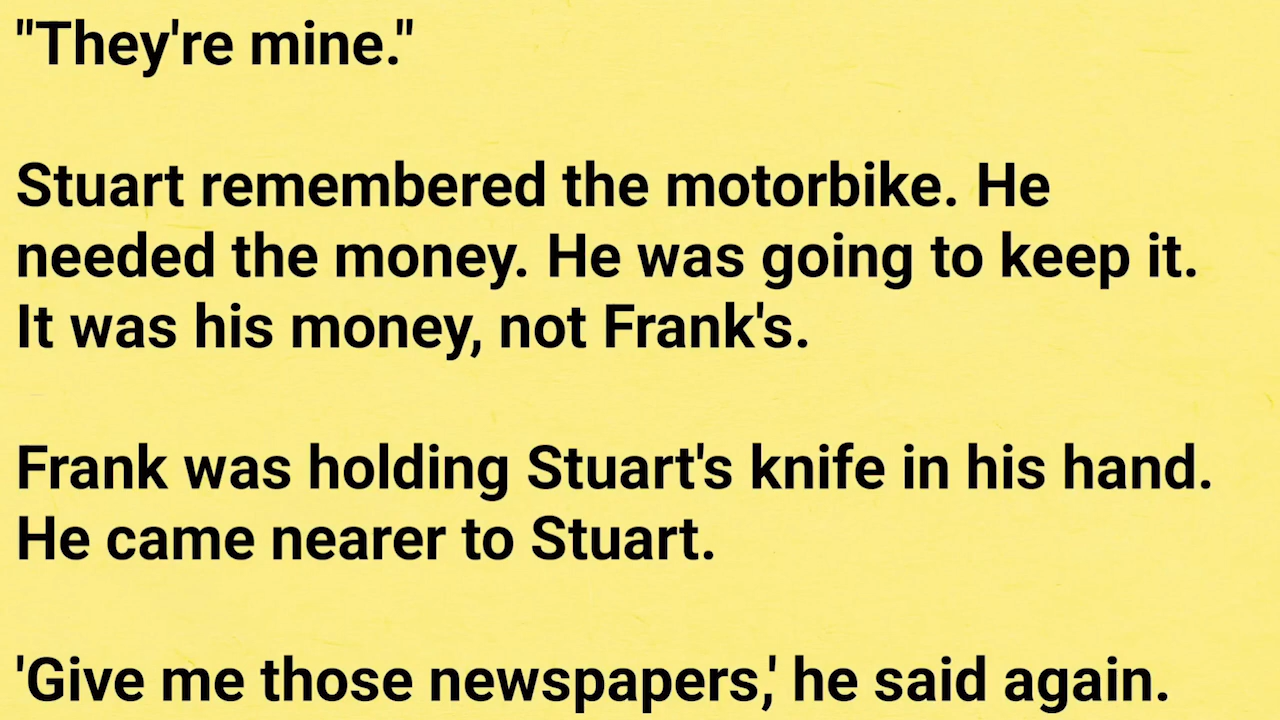 "They're mine."
Stuart remembered the motorbike. He
needed the money. He was going to keep it.
It was his money, not Frank's.
Frank was holding Stuart's knife in his hand.
He came nearer to Stuart.
'Give me those newspapers,' he said again.